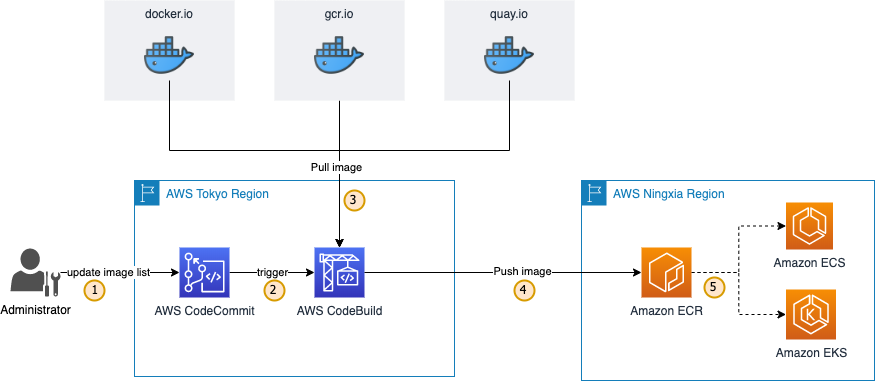 docker.io
gcr.io
quay.io
Pull image
AWS Tokyo Region
AWS Ningxia Region
3
update image list
trigger
Push image
1
2
4
5
Administrator
AWS CodeCommit
AWS CodeBuild
Amazon ECR
Amazon ECS
K
Amazon EKS